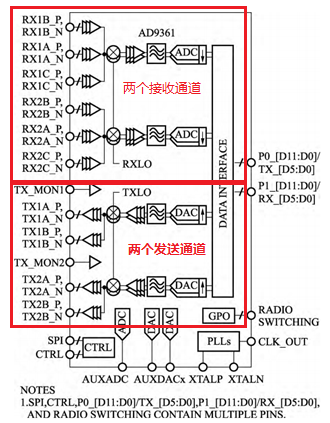 AD9361
RX1B_P,
RX1B_N
RX1A_P,
RX1A_N
RX1C_P,
RX1C_N
RX2B_P,
RX2B_N
RX2A_P,
RX2A_N
RX2C_P,
RX2C_N
ADC
两个接收通道
ADC
RXLO
DATA INTERFACE
P0_[D11:D0]/
TX_[D5:D0]
P1_[D11:D0]/
RX_[D5:D0]
TX_MON1
TX1A_P,
TX1A_N
TX1B_P,
TX1B_N
TX_MON2
TX2A_P,
TX2A_N
TX2B_P,
TX2B_N
TXLO
DAC
两个发送通道
DAC
SPI
CTRL
CTRL
ADC
DAC
DAC
GPO
PLLs
RADIO
SWITCHING
CLK_OUT
AUXADC
AUXDACx
XTALP
XTALN
NOTES
1.SPI,CTRL,P0_[D11:D0]/TX_[D5:D0],P1_[D11:D0]/RX_[D5:D0],
AND RADIO SWITCHING CONTAIN MULTIPLE PINS.